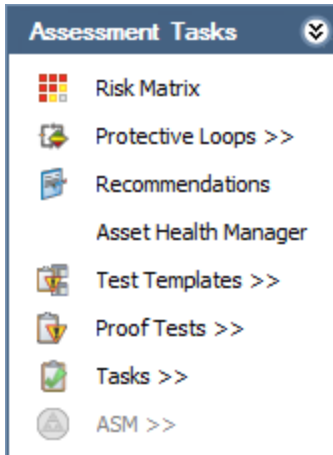 Assessment Tasks
Risk Matrix
Protective Loops >>
Recommendations
Asset Health Manager
Test Templates >>
Proof Tests >>
Tasks >>
ASM >>